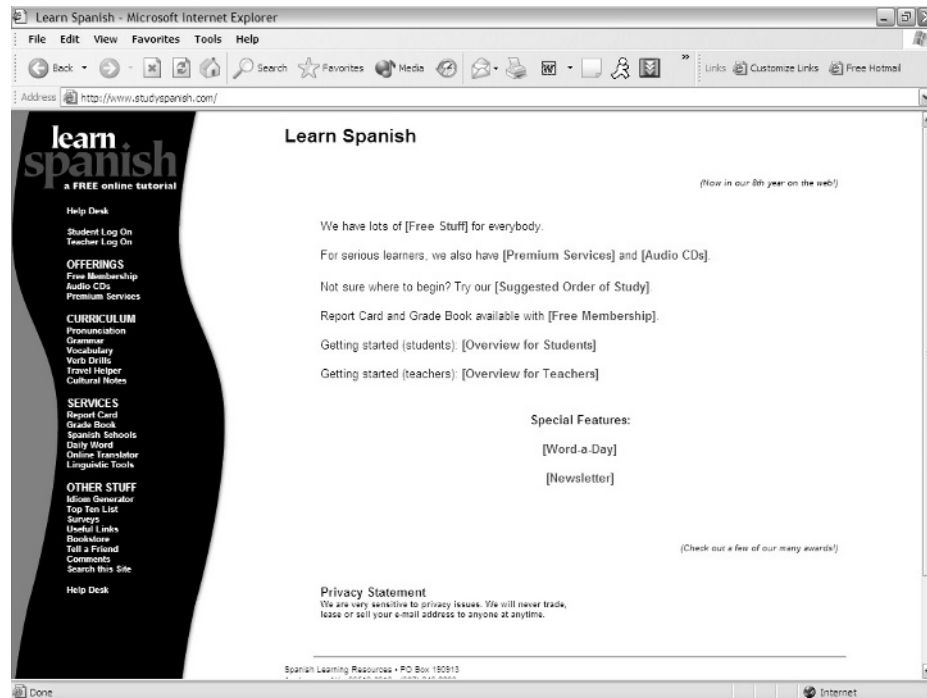 Learn Spanish - Microsoft Internet Explorer
File Edit View Favorites Tools Help
Back Search Favorites Media Links Customize Links Free Hotmail
Address http://www.studyspanish.com/
learn
spanish
a FREE online tutorial
Help Desk
Student Log On
Teacher Log On
OFFERINGS
Free Membership
Audio CDs
Premium Services
CURRICULUM
Pronunciation
Grammar
Vocabulary
Verb Drills
Travel Helper
Cultural Notes
SERVICES
Report Card
Grade Book
Spanish Schools
Daily Word
Online Translator
Linguistic Tools
OTHER STUFF
Idiom Generator
Top Ten List
Surveys
Useful Links
Bookstore
Tell a Friend
Comments
Search this Site
Help Desk
Learn Spanish
(Now in our 8th year on the web!)
We have lots of [Free Stuff] for everybody.
For serious learners, we also have [Premium Services] and [Audio CDs].
Not sure where to begin? Try our [Suggested Order of Study]
Report Card and Grade Book available with [Free Membership].
Getting started (students): [Overview for Students]
Getting started (teachers): [Overview for Teachers]
Special Features:
[Word-a-Day]
[Newsletter]
(Check out a few of our many awards!)
Privacy Statement
We are very sensitive to privacy issues. We will never trade,
lease or sell your e-mail address to anyone at anytime.
Spanish Learning Resources • PO Box 190913
Done Internet